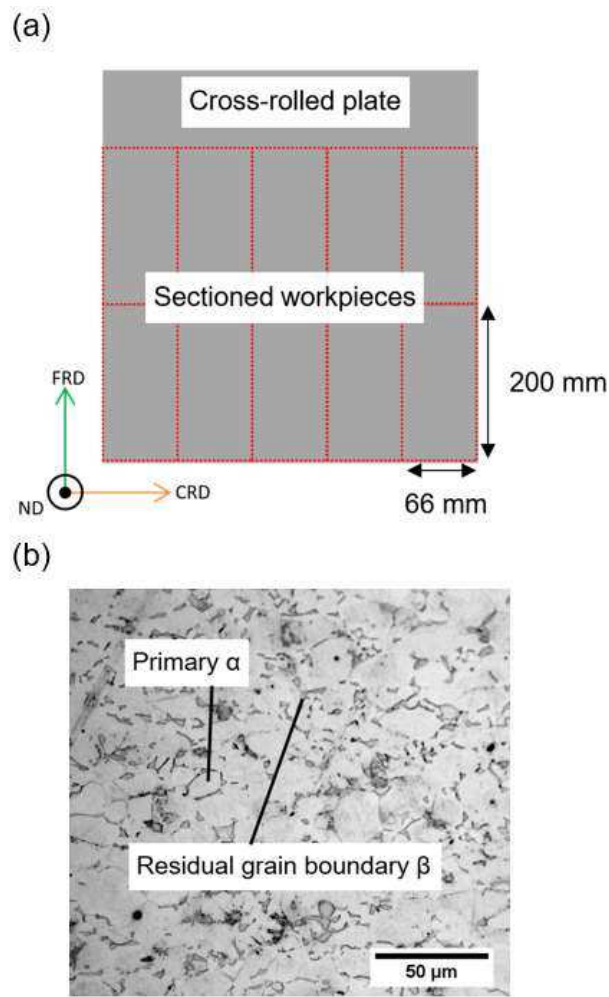 (a)
Cross-rolled plate
Sectioned workpieces
FRD
200 mm
ND
CRD
66 mm
(b)
Primary α
Residual grain boundary β
50 μm